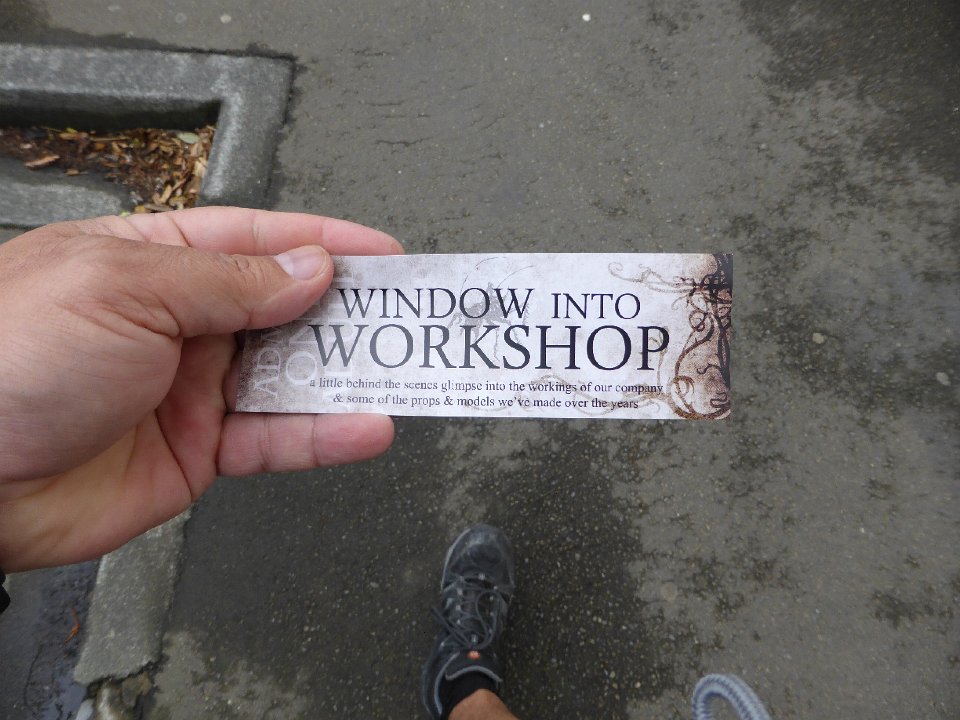 WINDOW INTO
WORKSHOP
a little behind the scenes glimpse into the workings of our company
& some of the props & models we've made over the years